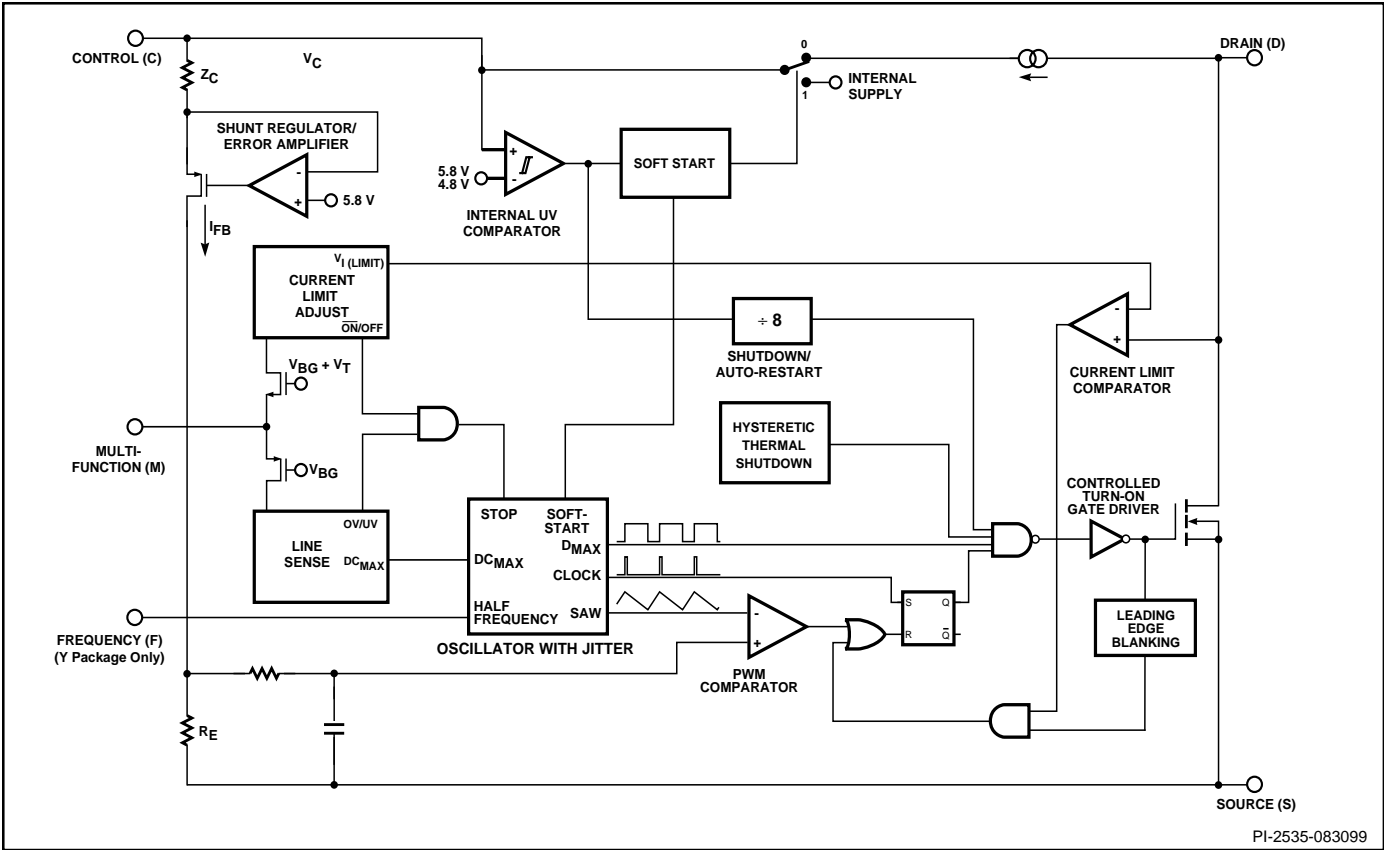 CONTROL (C)
Z_C
V_C
0
1
INTERNAL
SUPPLY
DRAIN (D)
SHUNT REGULATOR/
ERROR AMPLIFIER
-
+
5.8 V
I_FB
+
-
5.8 V
4.8 V
INTERNAL UV
COMPARATOR
SOFT START
V_I (LIMIT)
CURRENT
LIMIT
ADJUST
O̅N̅/OFF
÷ 8
SHUTDOWN/
AUTO-RESTART
-
+
CURRENT LIMIT
COMPARATOR
V_BG + V_T
MULTI-
FUNCTION (M)
V_BG
HYSTERETIC
THERMAL
SHUTDOWN
CONTROLLED
TURN-ON
GATE DRIVER
OV/UV
LINE
SENSE
DC_MAX
STOP
SOFT-
START
D_MAX
DC_MAX
CLOCK
HALF
FREQUENCY
SAW
OSCILLATOR WITH JITTER
FREQUENCY (F)
(Y Package Only)
-
+
PWM
COMPARATOR
S
Q
R
Q̅
LEADING
EDGE
BLANKING
R_E
SOURCE (S)
PI-2535-083099